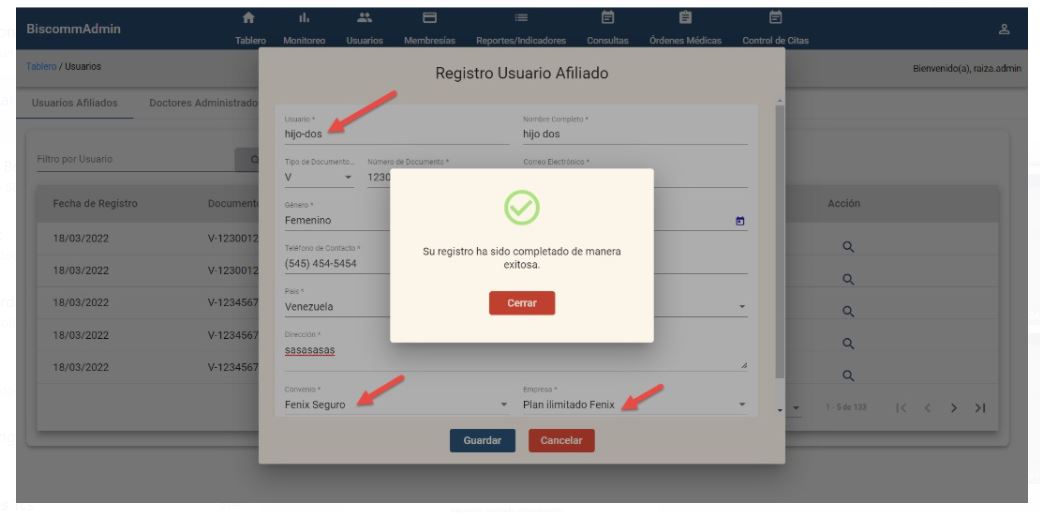 BiscommAdmin
Tablero Monitoreo Usuarios Membresías Reportes/Indicadores Consultas Órdenes Médicas Control de Citas
Tablero / Usuarios
Bienvenido(a), raiza.admin
Registro Usuario Afiliado
Usuarios Afiliados Doctores Administrado
Usuario * Nombre Completo *
hijo-dos hijo dos
Filtro por Usuario
Tipo de Documento... Número de Documento * Correo Electrónico *
V 1230
Fecha de Registro Documento Acción
Género *
Femenino
18/03/2022 V-1230012
Teléfono de Contacto *
(545) 454-5454
18/03/2022 V-1230012
Su registro ha sido completado de manera
exitosa.
Cerrar
País *
Venezuela
18/03/2022 V-1234567
Dirección *
sasasasas
18/03/2022 V-1234567
18/03/2022 V-1234567
Convenio * Empresa *
Fenix Seguro Plan ilimitado Fenix
1 - 5 de 133
Guardar Cancelar